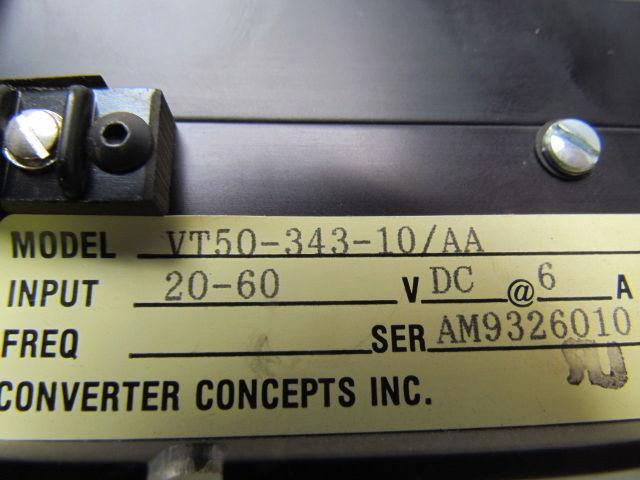 MODEL VT50-343-10/AA
INPUT 20-60 V DC @ 6 A
FREQ SER AM9326010
CONVERTER CONCEPTS INC.